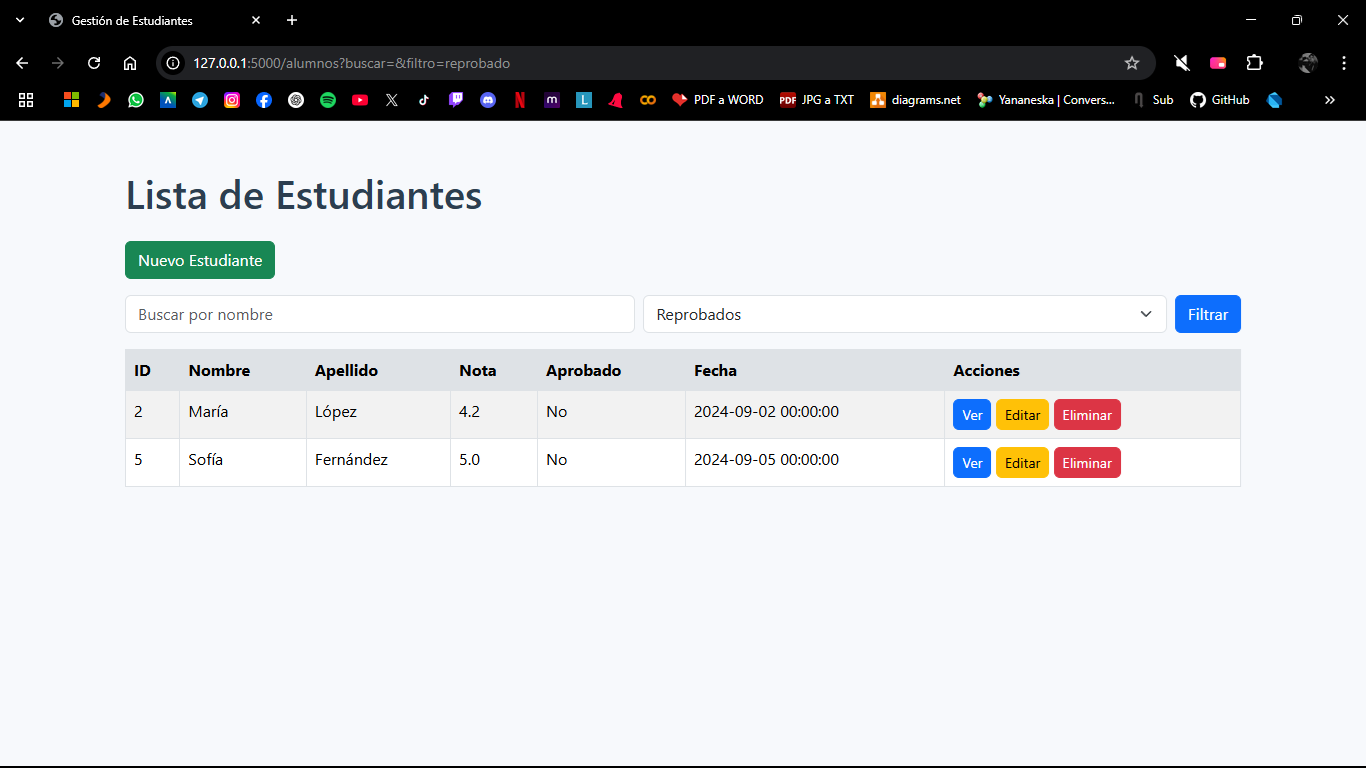 Gestión de Estudiantes
127.0.0.1:5000/alumnos?buscar=&filtro=reprobado
PDF a WORD PDF JPG a TXT diagrams.net Yananeska | Convers... Sub GitHub
Lista de Estudiantes
Nuevo Estudiante
Buscar por nombre Reprobados Filtrar
ID Nombre Apellido Nota Aprobado Fecha Acciones
2 María López 4.2 No 2024-09-02 00:00:00 Ver Editar Eliminar
5 Sofía Fernández 5.0 No 2024-09-05 00:00:00 Ver Editar Eliminar